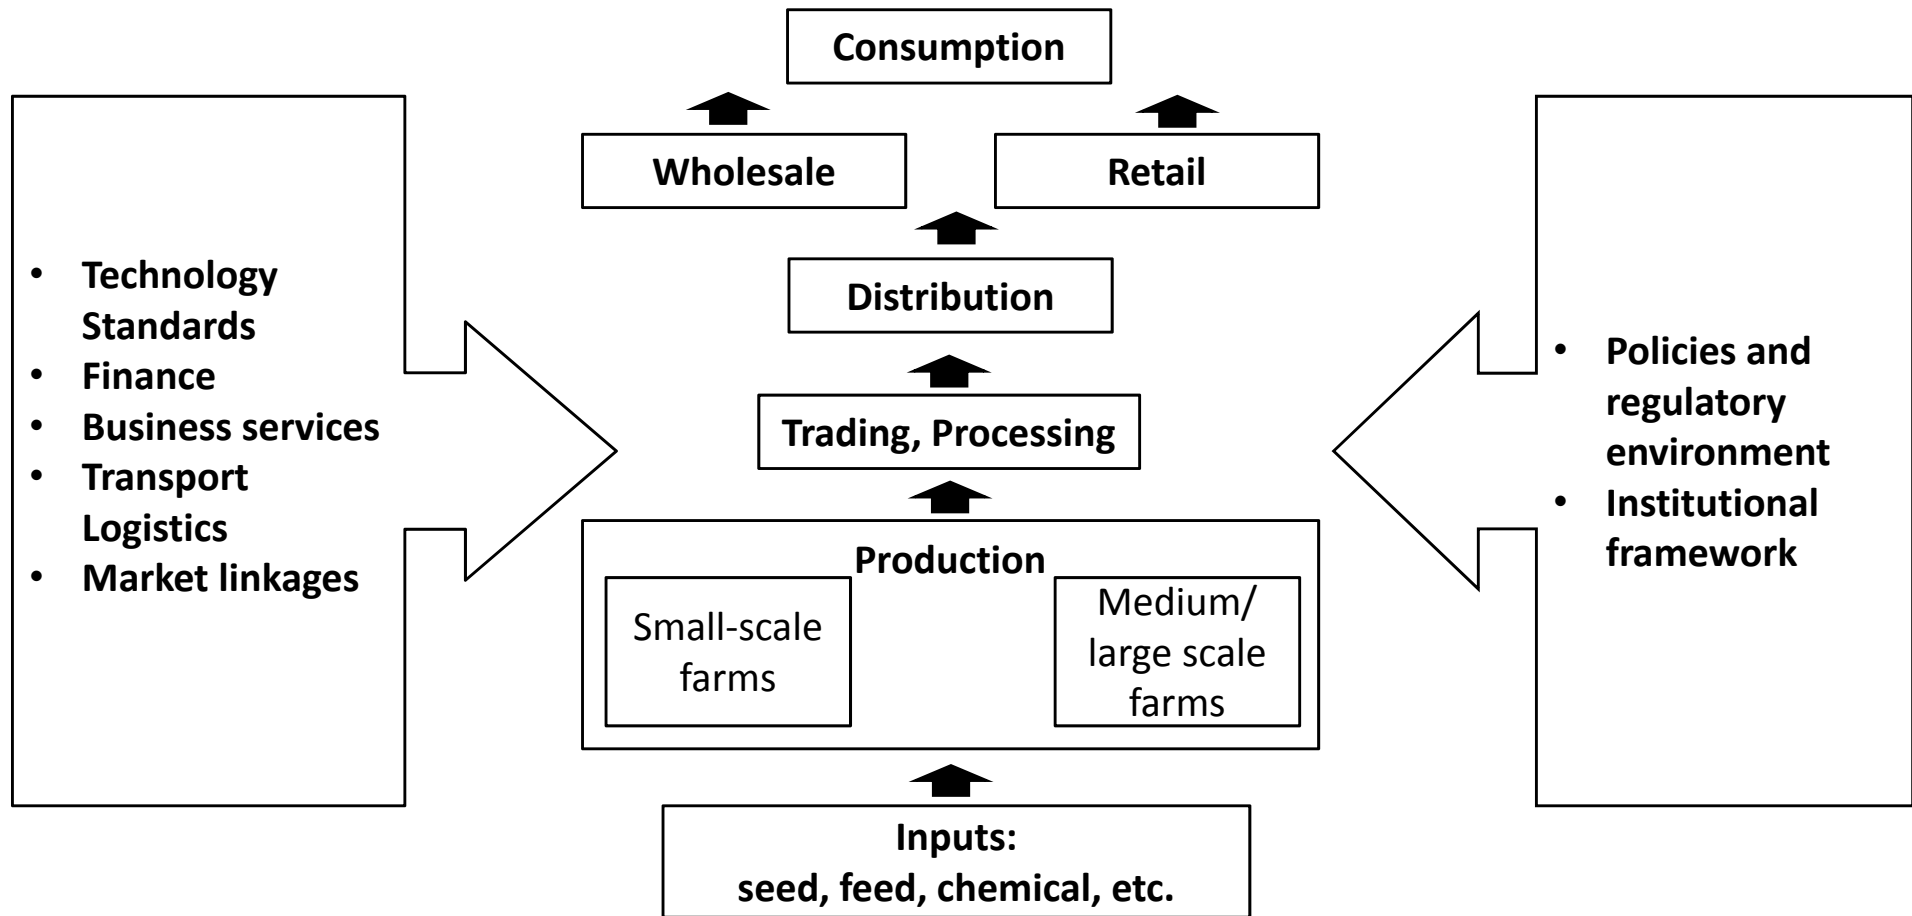 Consumption
Wholesale
Retail
Distribution
Trading, Processing
Production
Small-scale
farms
Medium/
large scale
farms
Inputs:
seed, feed, chemical, etc.
• Technology
Standards
• Finance
• Business services
• Transport
Logistics
• Market linkages
• Policies and
regulatory
environment
• Institutional
framework